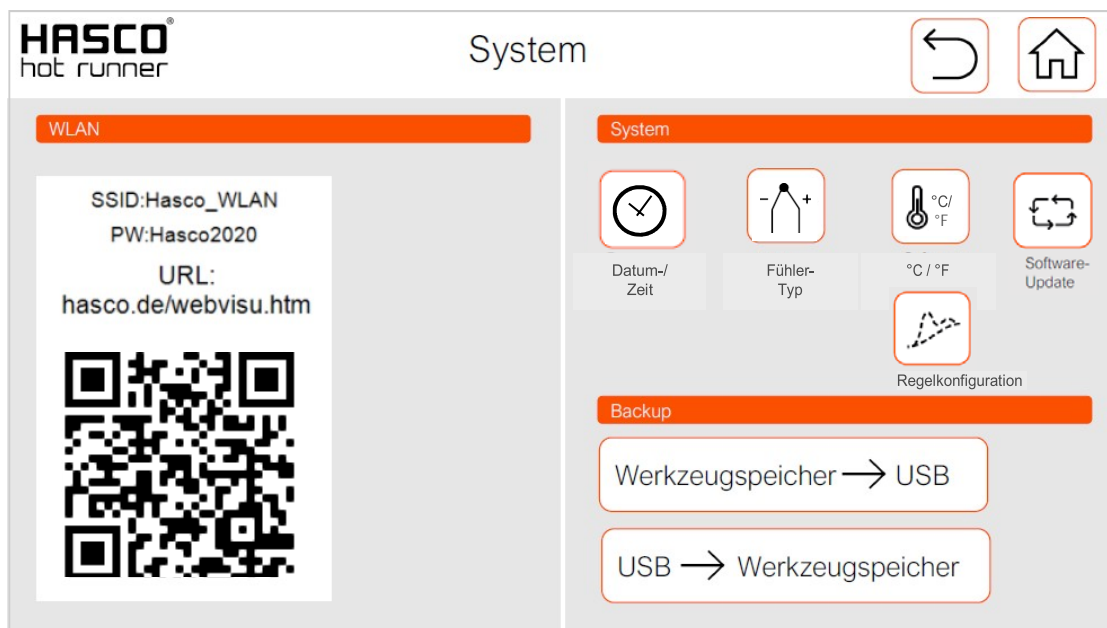 HASCO®
hot runner
System
WLAN
SSID:Hasco_WLAN
PW:Hasco2020
URL:
hasco.de/webvisu.htm
System
- +
°C/
°F
Datum-/
Zeit
Fühler-
Typ
°C / °F
Software-
Update
Regelkonfiguration
Backup
Werkzeugspeicher → USB
USB → Werkzeugspeicher